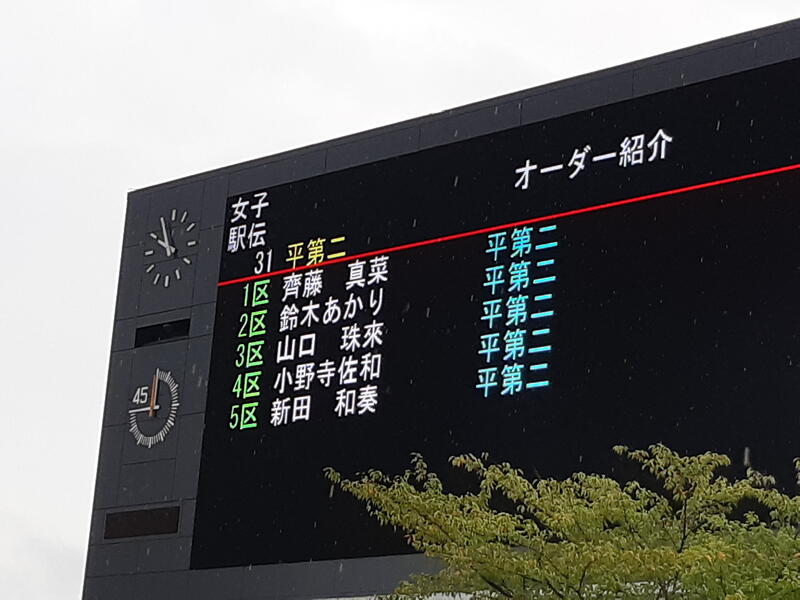 オーダー紹介
女子
駅伝
31 平第二
1区 齊藤 真菜 平第二
2区 鈴木あかり 平第二
3区 山口 珠來 平第二
4区 小野寺佐和 平第二
5区 新田 和奏 平第二
45